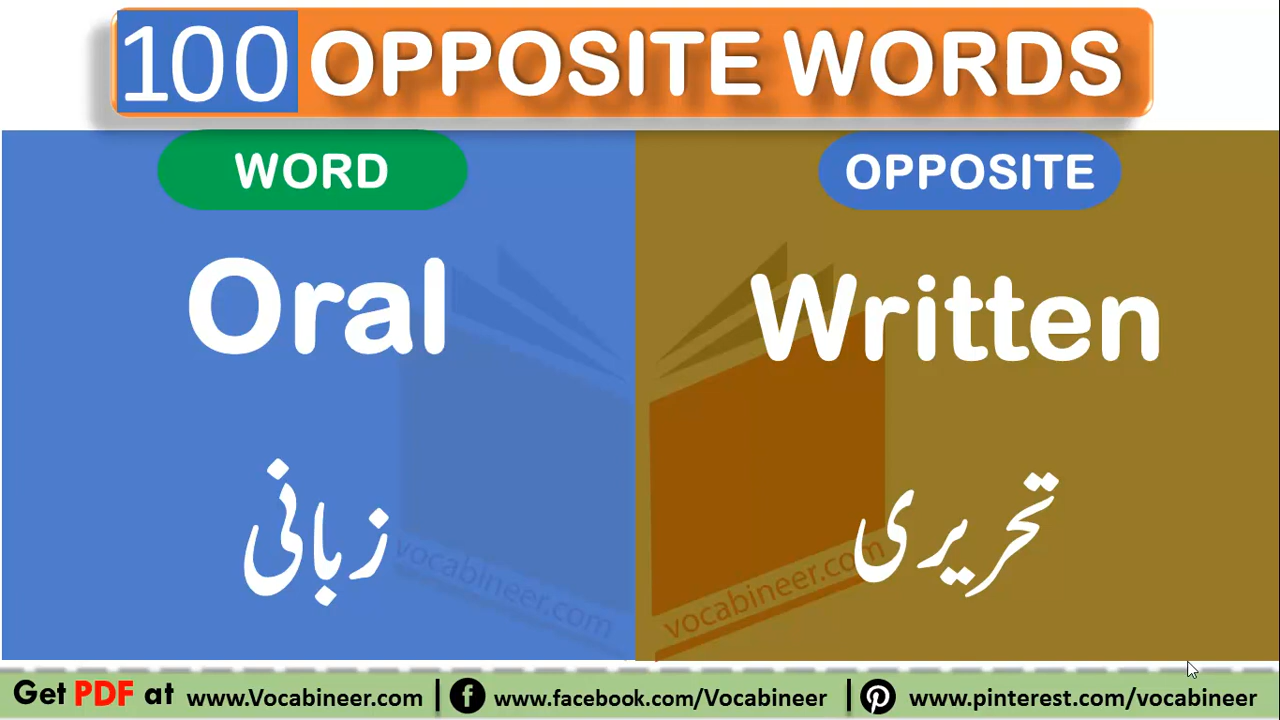 100 OPPOSITE WORDS
WORD
OPPOSITE
Oral
Written
زبانی
تحریری
vocabineer.com
vocabineer.com
Get PDF at www.Vocabineer.com | www.facebook.com/Vocabineer | www.pinterest.com/vocabineer